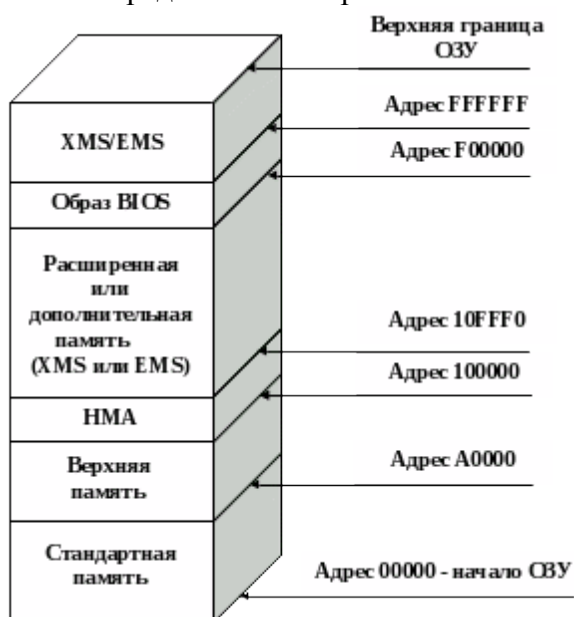 Верхняя граница
ОЗУ
Адрес FFFFFF
XMS/EMS
Адрес F00000
Образ BIOS
Расширенная
или
дополнительная
память
(XMS или EMS)
Адрес 10FFF0
Адрес 100000
HMA
Верхняя
память
Адрес A0000
Стандартная
память
Адрес 00000 - начало ОЗУ